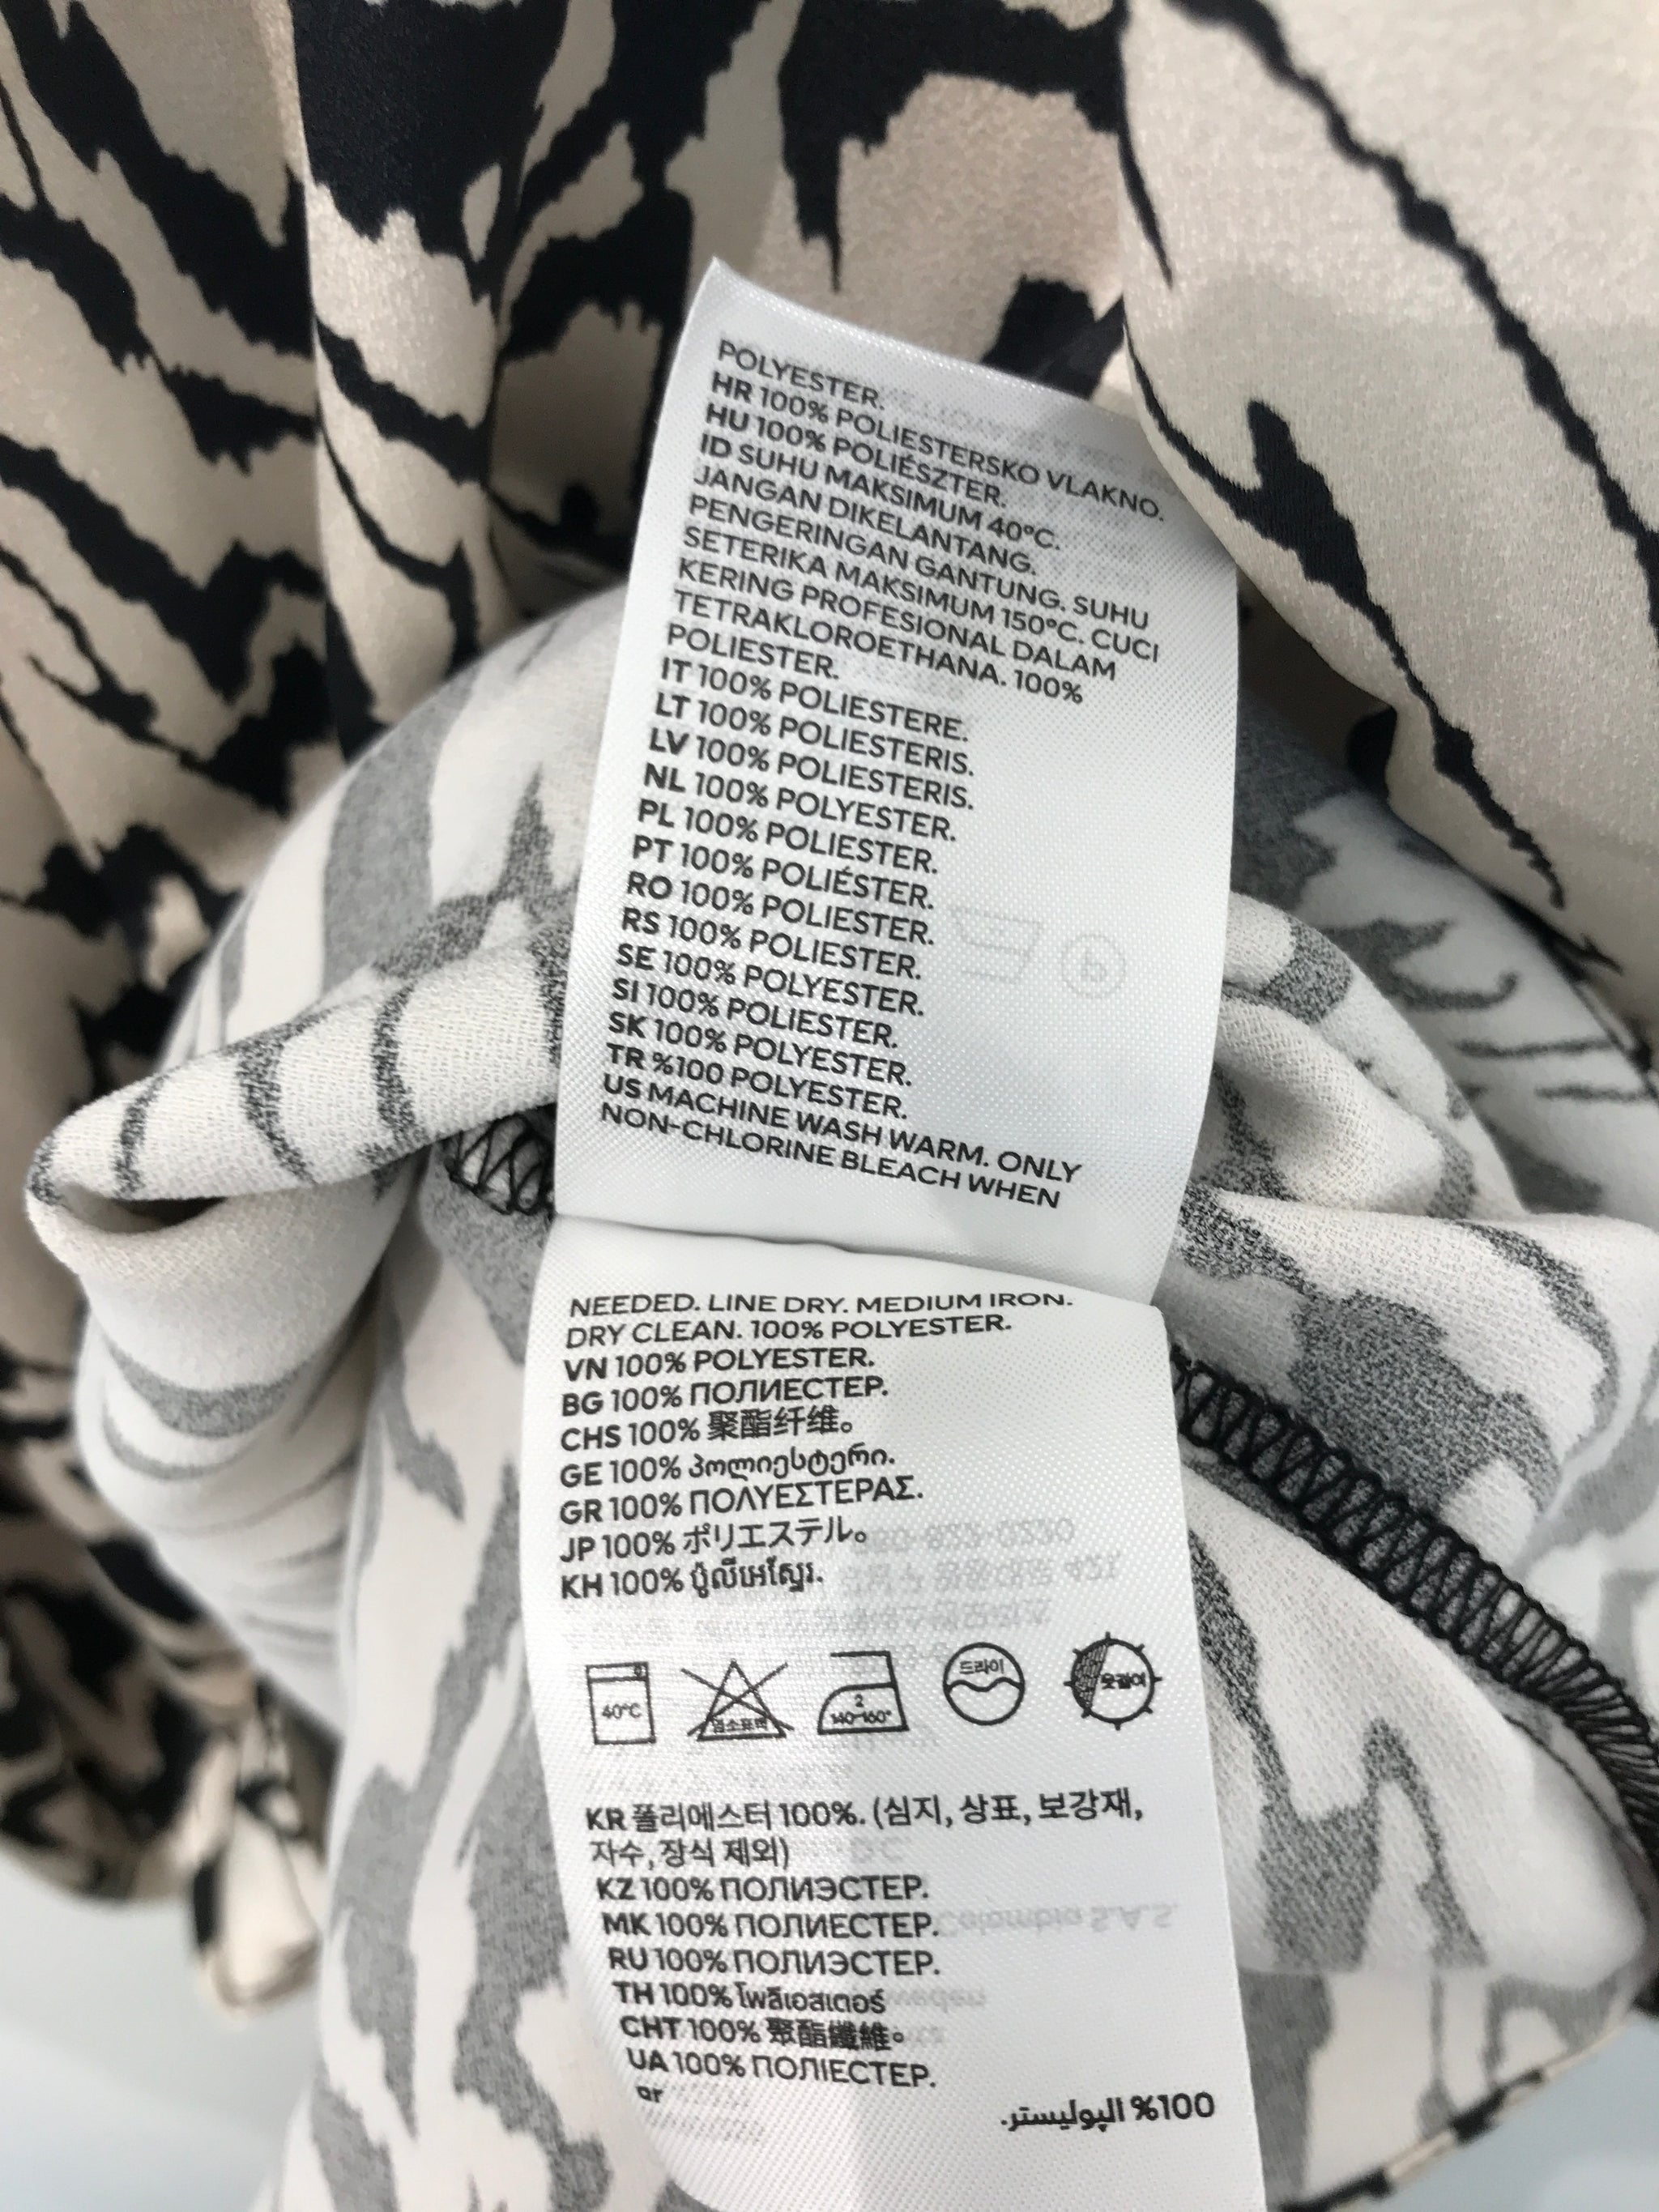 POLYESTER.
HR 100% POLIESTERSKO VLAKNO.
HU 100% POLIÉSZTER.
ID SUHU MAKSIMUM 40°C.
JANGAN DIKELANTANG.
PENGERINGAN GANTUNG. SUHU
SETERIKA MAKSIMUM 150°C. CUCI
KERING PROFESIONAL DALAM
TETRAKLOROETHANA. 100%
POLIESTER.
IT 100% POLIESTERE.
LT 100% POLIESTERIS.
LV 100% POLIESTERIS.
NL 100% POLYESTER.
PL 100% POLIESTER.
PT 100% POLIÉSTER.
RO 100% POLIESTER.
RS 100% POLIESTER.
SE 100% POLYESTER.
SI 100% POLIESTER.
SK 100% POLYESTER.
TR %100 POLYESTER.
US MACHINE WASH WARM. ONLY
NON-CHLORINE BLEACH WHEN
NEEDED. LINE DRY. MEDIUM IRON.
DRY CLEAN. 100% POLYESTER.
VN 100% POLYESTER.
BG 100% ПОЛИЕСТЕР.
CHS 100% 聚酯纤维。
GE 100% პოლიესტერი.
GR 100% ΠΟΛΥΕΣΤΕΡΑΣ.
JP 100% ポリエステル。
KH 100% ប៉ូលីអេស្ទែរ.
40°C 염소표백 2 140~160° 드라이 옷걸이
KR 폴리에스터 100%. (심지, 상표, 보강재,
자수, 장식 제외)
KZ 100% ПОЛИЭСТЕР.
MK 100% ПОЛИЕСТЕР.
RU 100% ПОЛИЭСТЕР.
TH 100% โพลีเอสเตอร์
CHT 100% 聚酯纖維。
UA 100% ПОЛІЕСТЕР.
ar
100% البوليستر.